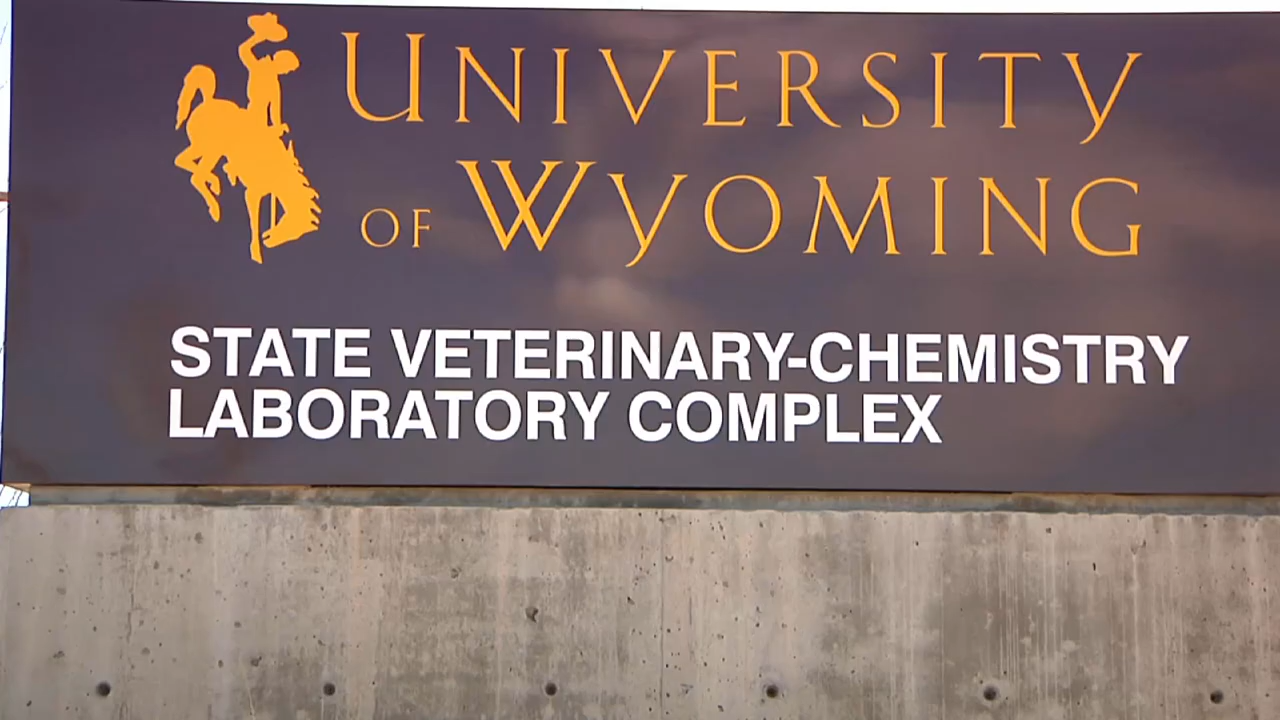 UNIVERSITY
OF WYOMING
STATE VETERINARY-CHEMISTRY
LABORATORY COMPLEX